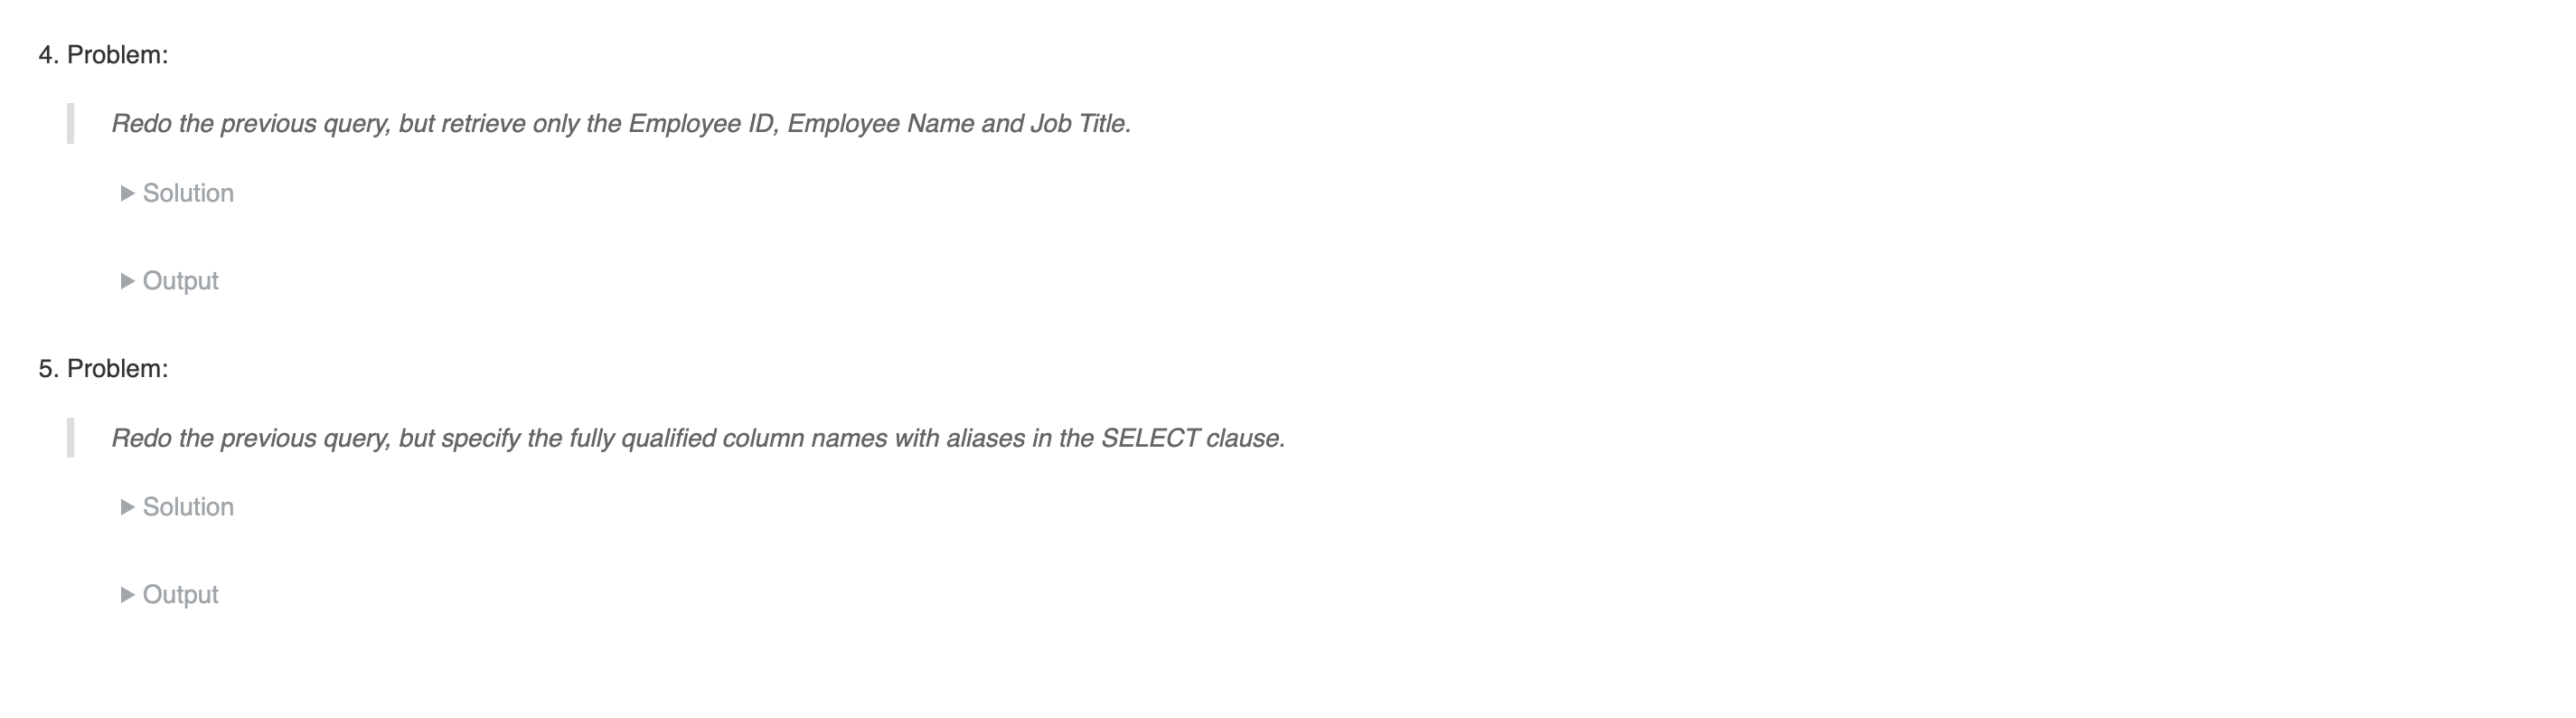 4. Problem:
Redo the previous query, but retrieve only the Employee ID, Employee Name and Job Title.
▶ Solution
▶ Output
5. Problem:
Redo the previous query, but specify the fully qualified column names with aliases in the SELECT clause.
▶ Solution
▶ Output